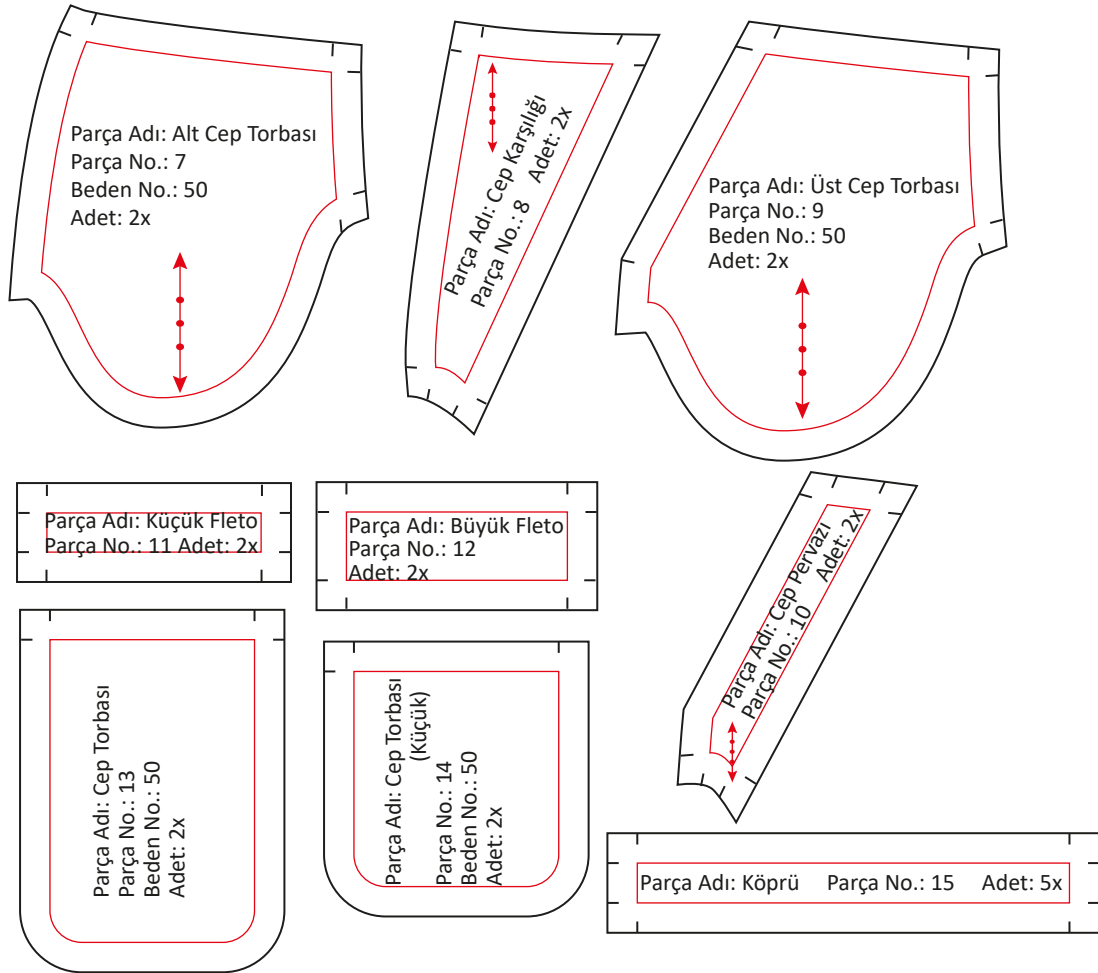 Parça Adı: Alt Cep Torbası
Parça No.: 7
Beden No.: 50
Adet: 2x
Parça Adı: Cep Karşılığı
Parça No.: 8 Adet: 2x
Parça Adı: Üst Cep Torbası
Parça No.: 9
Beden No.: 50
Adet: 2x
Parça Adı: Küçük Fleto
Parça No.: 11 Adet: 2x
Parça Adı: Büyük Fleto
Parça No.: 12
Adet: 2x
Parça Adı: Cep Pervazı
Parça No.: 10 Adet: 2x
Parça Adı: Cep Torbası
Parça No.: 13
Beden No.: 50
Adet: 2x
Parça Adı: Cep Torbası
(Küçük)
Parça No.: 14
Beden No.: 50
Adet: 2x
Parça Adı: Köprü Parça No.: 15 Adet: 5x